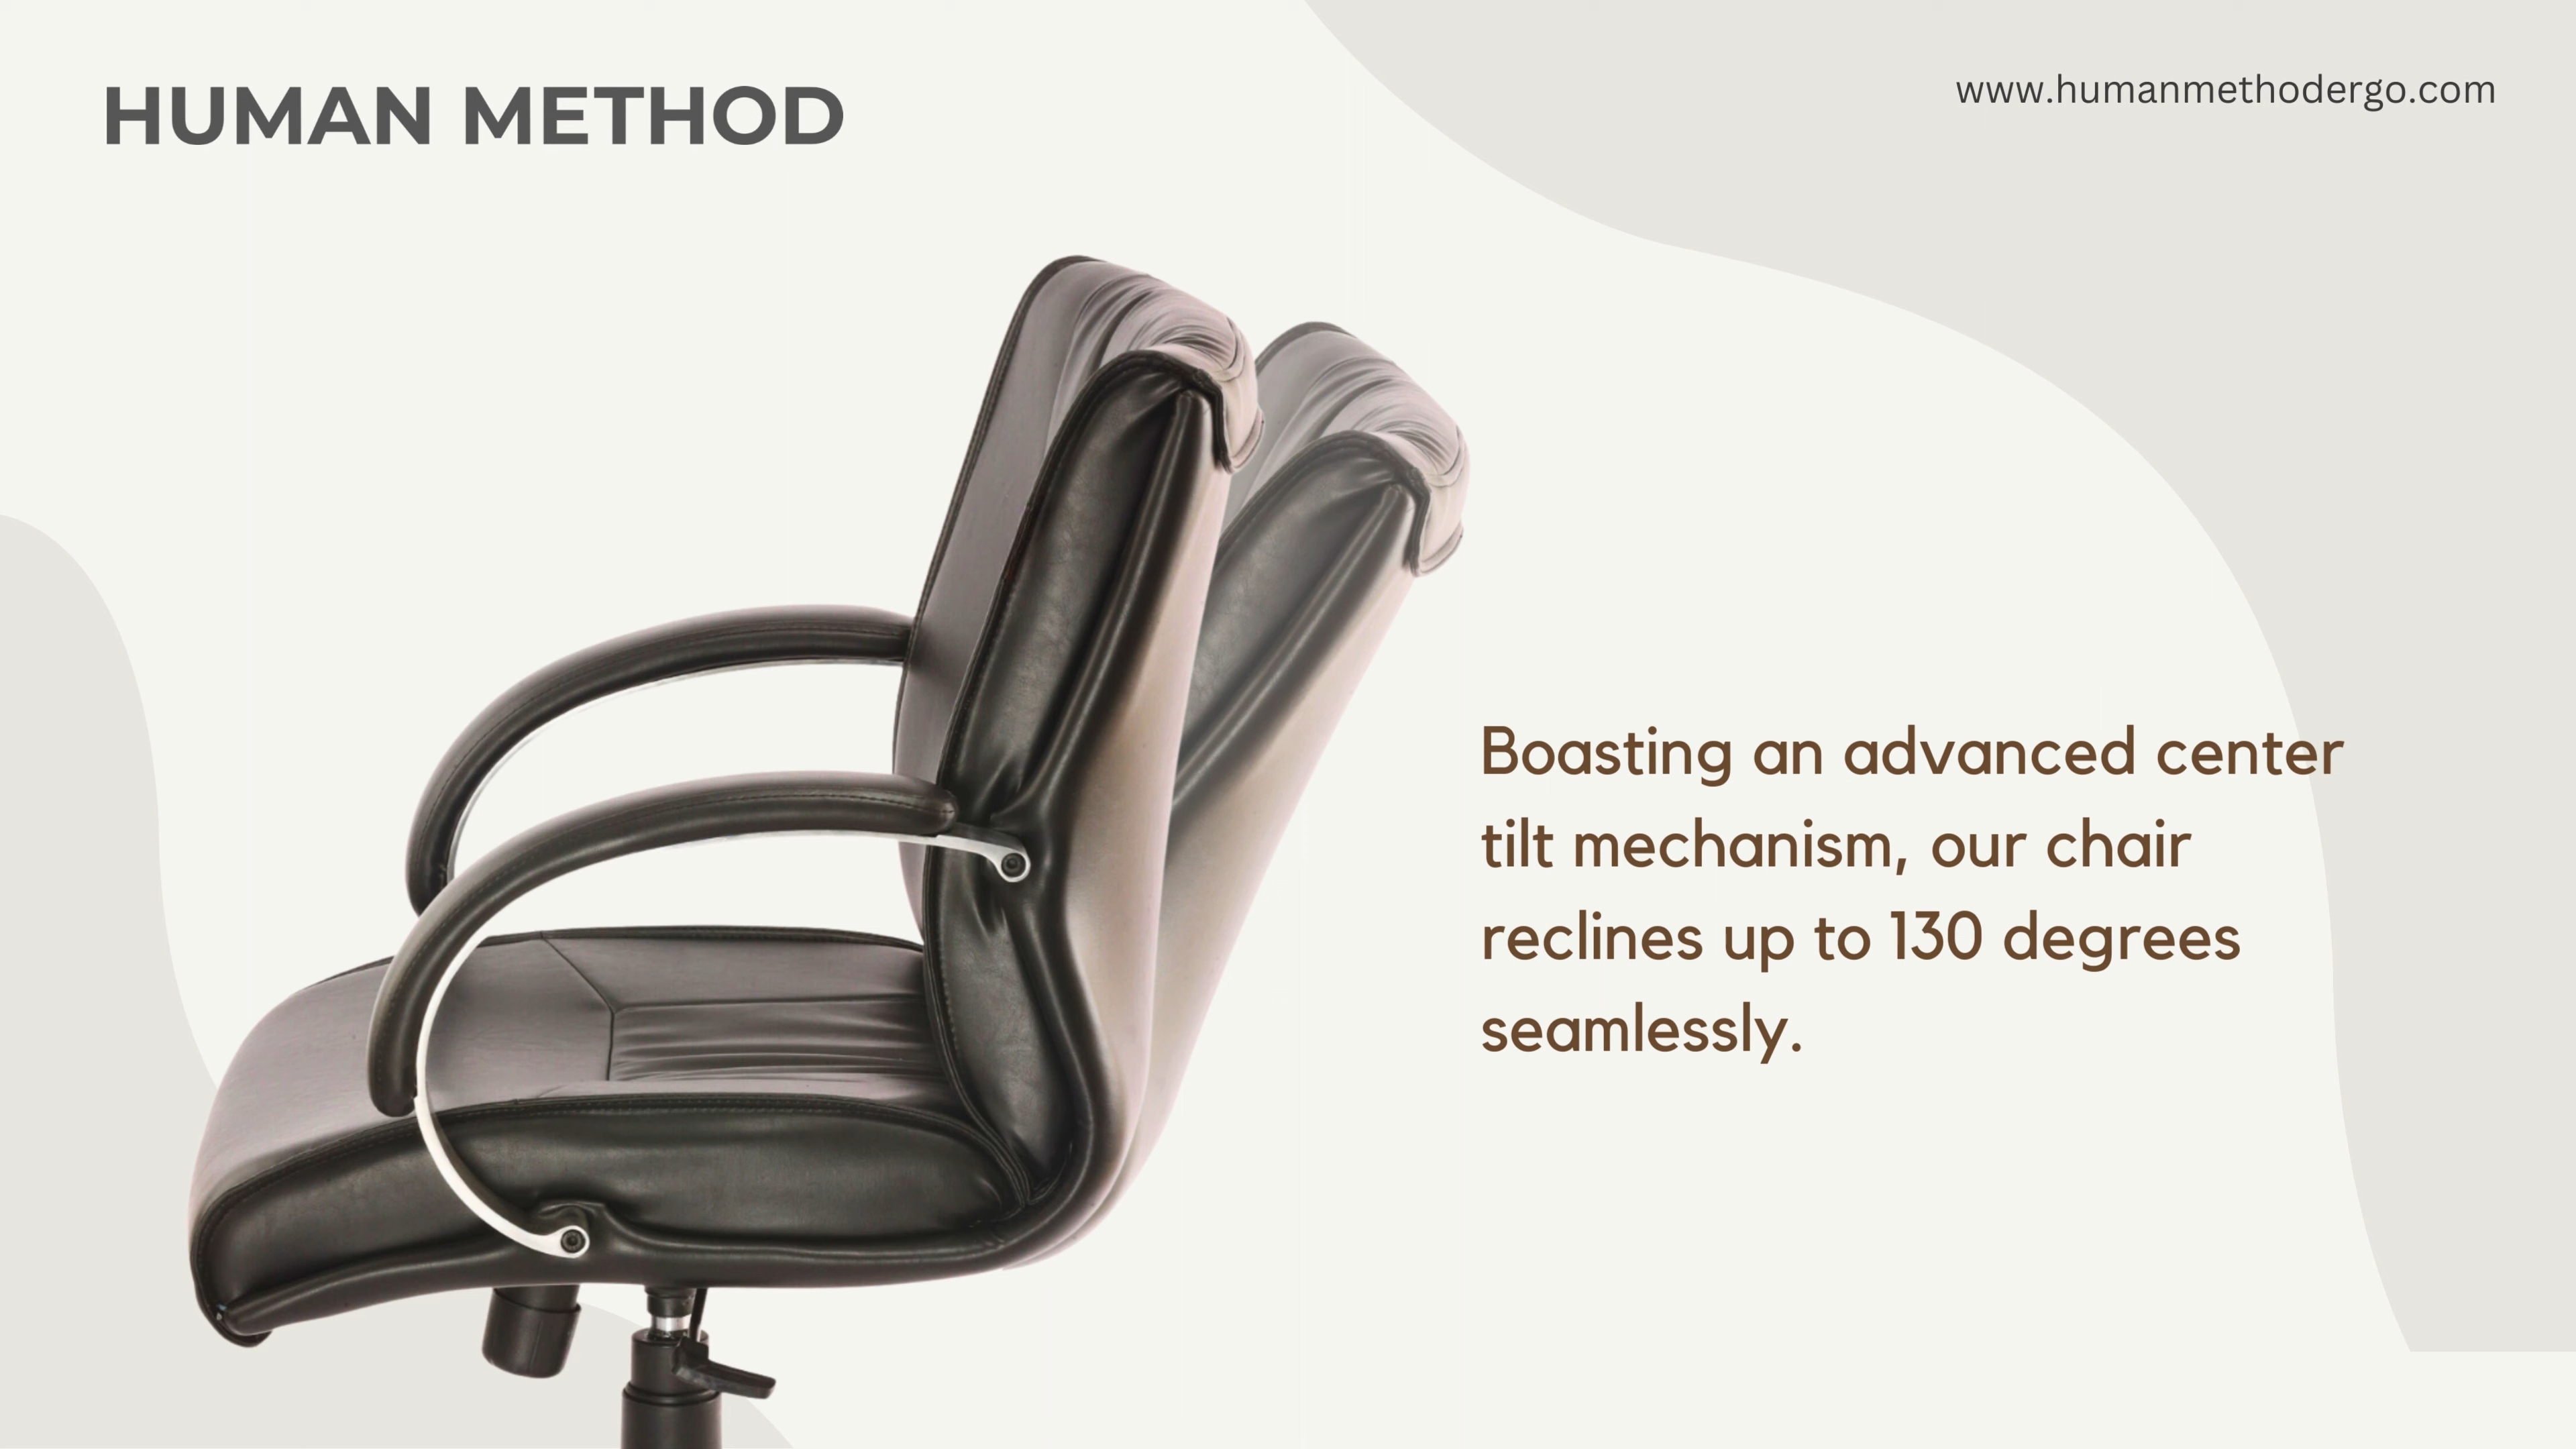 HUMAN METHOD
www.humanmethodergo.com
Boasting an advanced center
tilt mechanism, our chair
reclines up to 130 degrees
seamlessly.